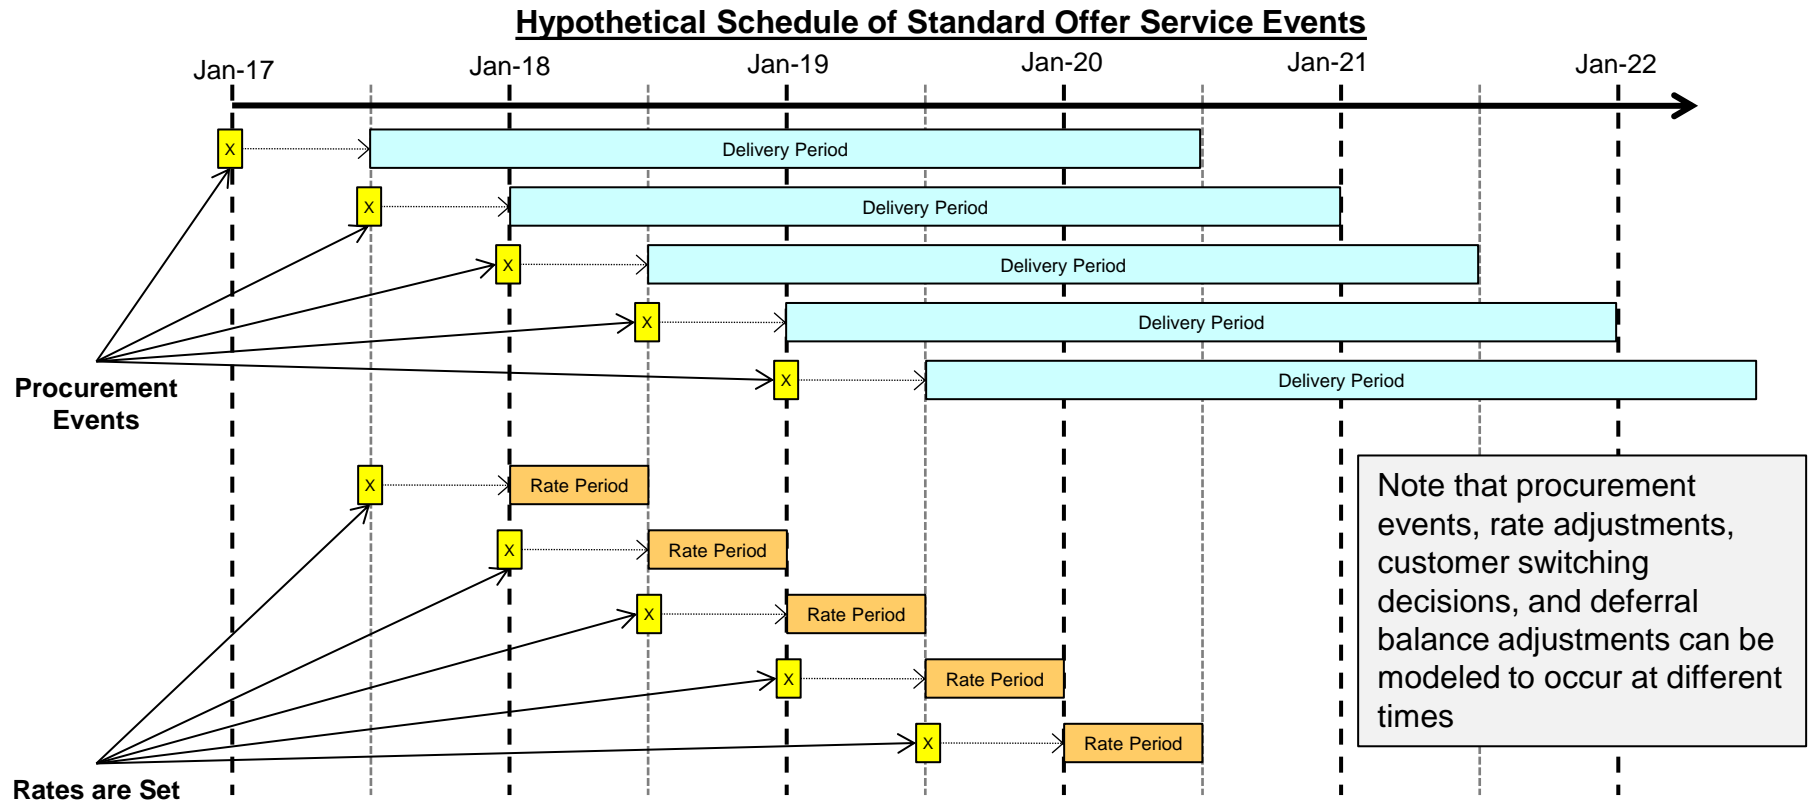 Hypothetical Schedule of Standard Offer Service Events
Jan-17
Jan-18
Jan-19
Jan-20
Jan-21
Jan-22
X
Delivery Period
X
Delivery Period
X
Delivery Period
X
Delivery Period
X
Delivery Period
Procurement
Events
X
Rate Period
X
Rate Period
X
Rate Period
X
Rate Period
X
Rate Period
Rates are Set
Note that procurement
events, rate adjustments,
customer switching
decisions, and deferral
balance adjustments can be
modeled to occur at different
times